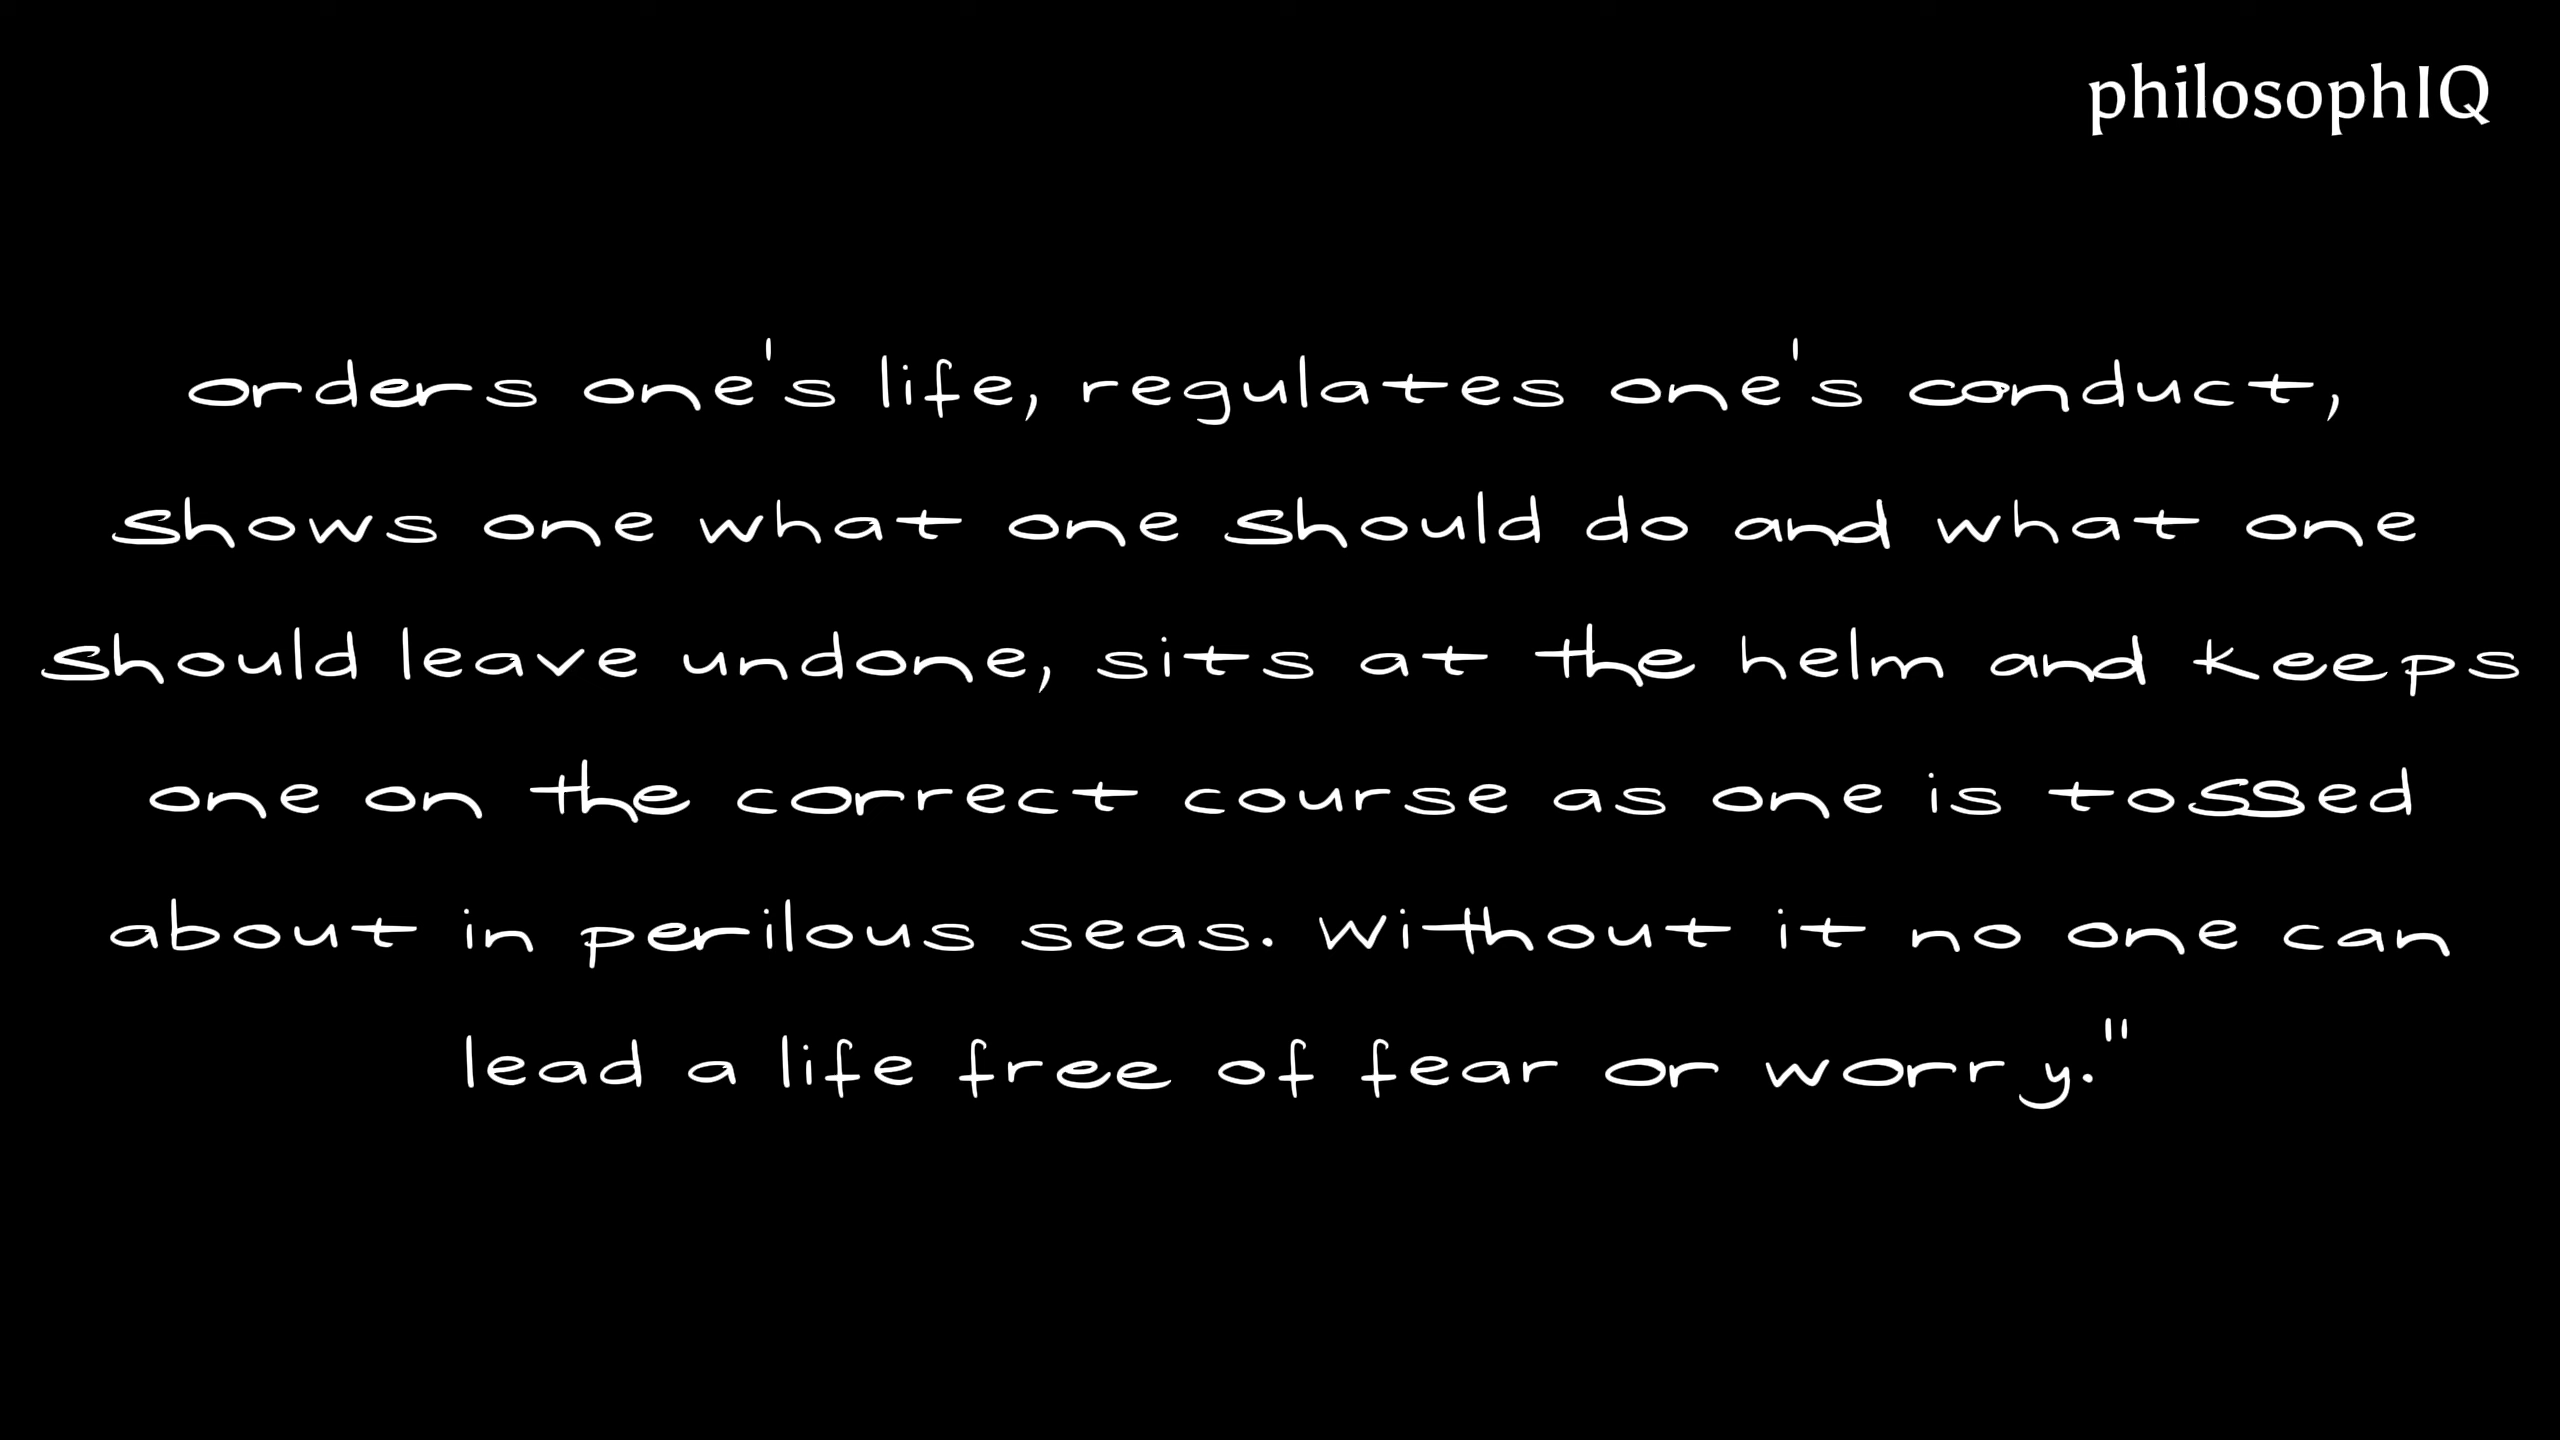 philosophIQ
orders one's life, regulates one's conduct,
shows one what one should do and what one
should leave undone, sits at the helm and keeps
one on the correct course as one is tossed
about in perilous seas. Without it no one can
lead a life free of fear or worry."